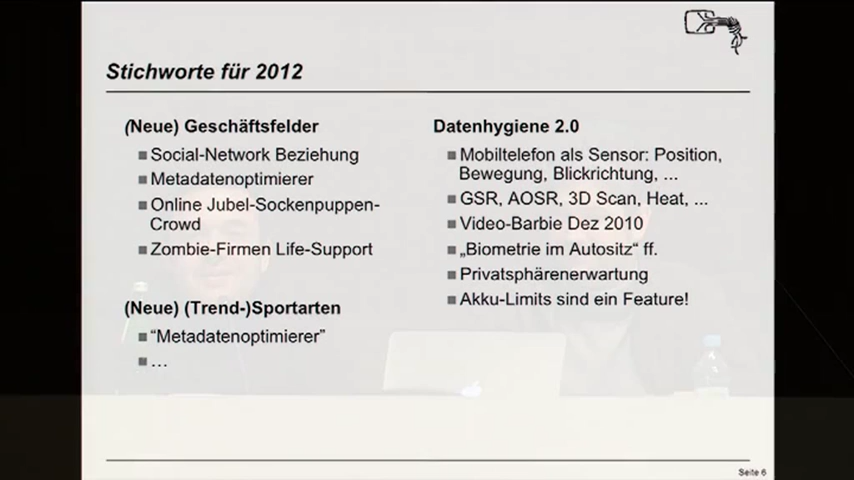 Stichworte für 2012
(Neue) Geschäftsfelder
Social-Network Beziehung
Metadatenoptimierer
Online Jubel-Sockenpuppen-
Crowd
Zombie-Firmen Life-Support
(Neue) (Trend-)Sportarten
“Metadatenoptimierer”
...
Datenhygiene 2.0
Mobiltelefon als Sensor: Position,
Bewegung, Blickrichtung, ...
GSR, AOSR, 3D Scan, Heat, ...
Video-Barbie Dez 2010
„Biometrie im Autositz“ ff.
Privatsphärenerwartung
Akku-Limits sind ein Feature!
Seite 6